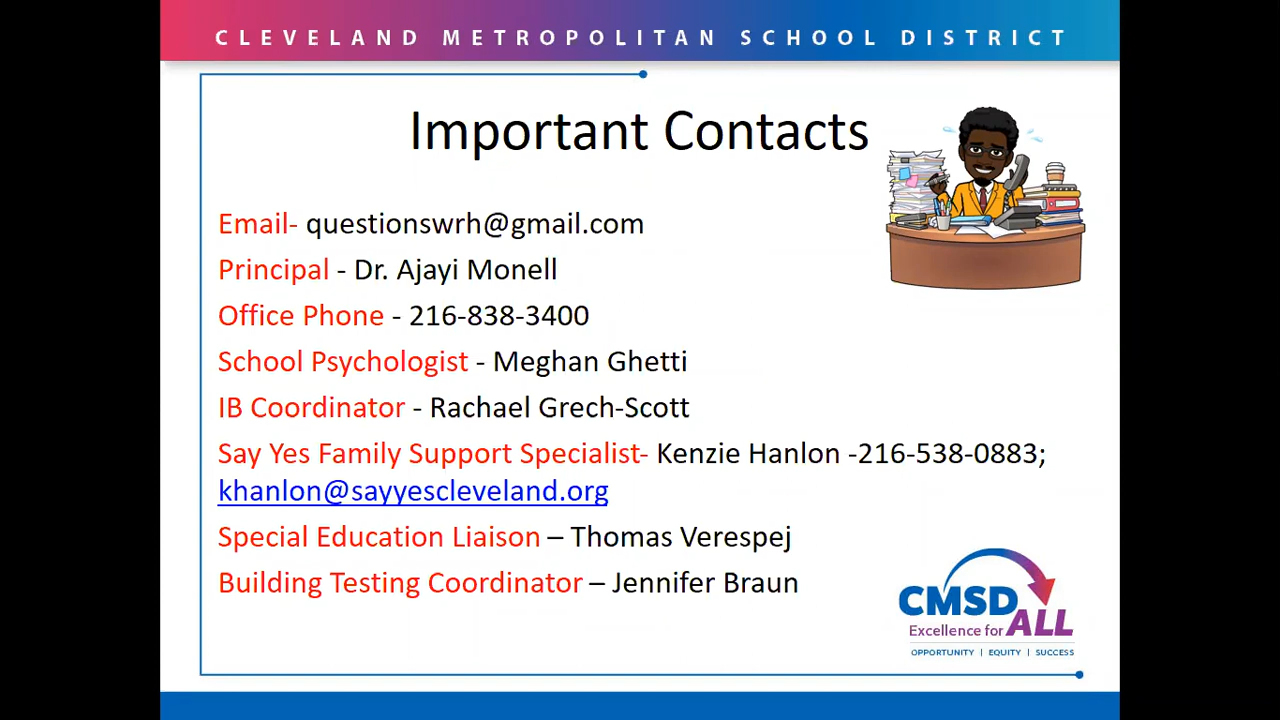 CLEVELAND METROPOLITAN SCHOOL DISTRICT
Important Contacts
Email- questionswrh@gmail.com
Principal - Dr. Ajayi Monell
Office Phone - 216-838-3400
School Psychologist - Meghan Ghetti
IB Coordinator - Rachael Grech-Scott
Say Yes Family Support Specialist- Kenzie Hanlon -216-538-0883;
khanlon@sayyescleveland.org
Special Education Liaison – Thomas Verespej
Building Testing Coordinator – Jennifer Braun
CMSD
Excellence for ALL
OPPORTUNITY | EQUITY | SUCCESS